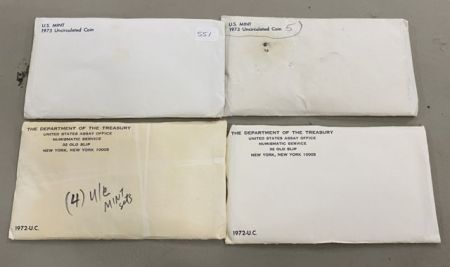 U.S. MINT
1973 Uncirculated Coin
551
U.S. MINT
1973 Uncirculated Coin 5
THE DEPARTMENT OF THE TREASURY
UNITED STATES ASSAY OFFICE
NUMISMATIC SERVICE
32 OLD SLIP
NEW YORK, NEW YORK 10005
(4) u/c
MINT
sets
1972-U.C.
THE DEPARTMENT OF THE TREASURY
UNITED STATES ASSAY OFFICE
NUMISMATIC SERVICE
32 OLD SLIP
NEW YORK, NEW YORK 10005
1972-U.C.